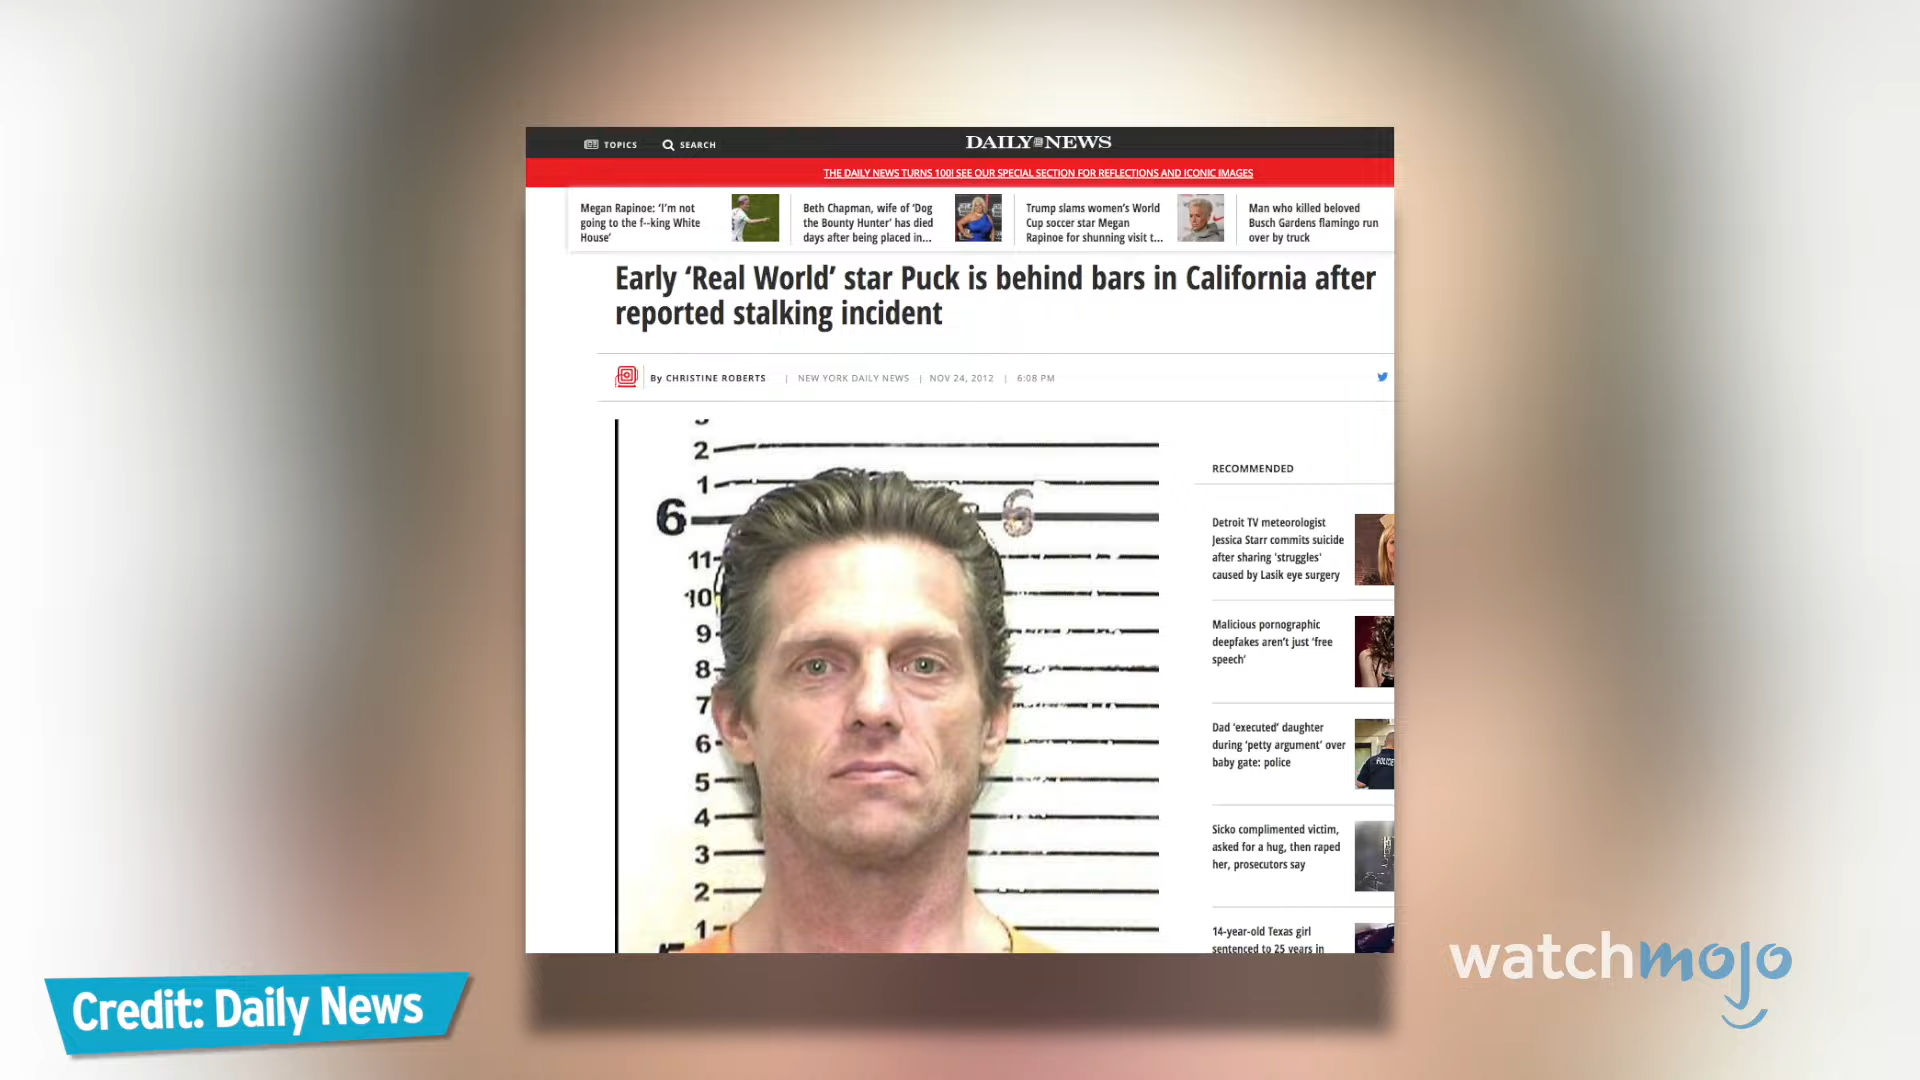 TOPICS
SEARCH
DAILY NEWS
THE DAILY NEWS TURNS 100! SEE OUR SPECIAL SECTION FOR REFLECTIONS AND ICONIC IMAGES
Megan Rapinoe: ‘I’m not
going to the f--king White
House’
Beth Chapman, wife of ‘Dog
the Bounty Hunter’ has died
days after being placed in...
Trump slams women’s World
Cup soccer star Megan
Rapinoe for shunning visit t...
Man who killed beloved
Busch Gardens flamingo run
over by truck
Early ‘Real World’ star Puck is behind bars in California after
reported stalking incident
By CHRISTINE ROBERTS | NEW YORK DAILY NEWS | NOV 24, 2012 | 6:08 PM
2
1
6 6
11
10
9
8
7
6
5
4
3
2
1
RECOMMENDED
Detroit TV meteorologist
Jessica Starr commits suicide
after sharing 'struggles'
caused by Lasik eye surgery
Malicious pornographic
deepfakes aren’t just ‘free
speech’
Dad ‘executed’ daughter
during ‘petty argument’ over
baby gate: police
POLICE
Sicko complimented victim,
asked for a hug, then raped
her, prosecutors say
14-year-old Texas girl
sentenced to 25 years in
Credit: Daily News
watchmojo